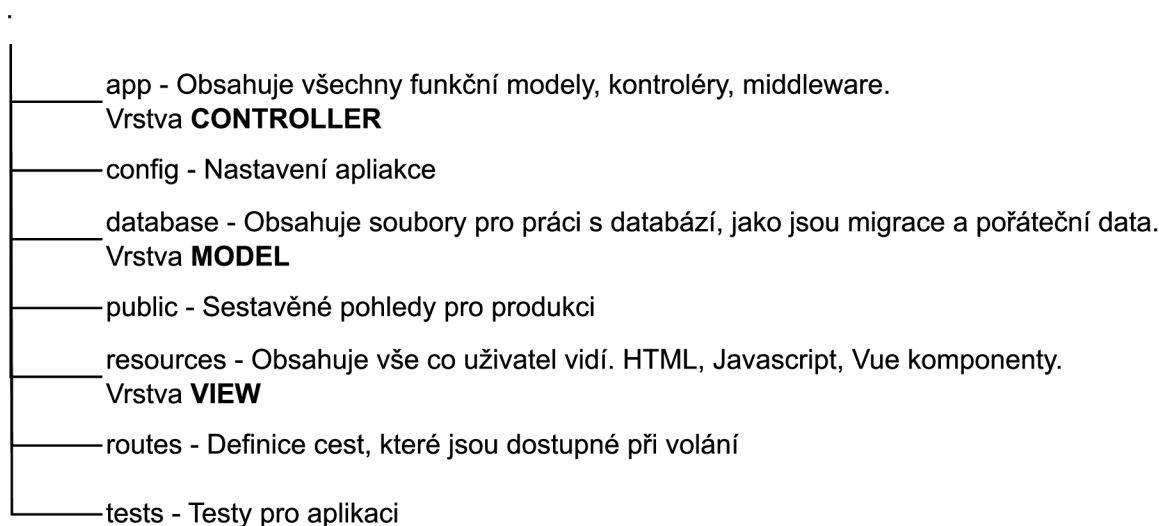 .
app - Obsahuje všechny funkční modely, kontroléry, middleware.
Vrstva CONTROLLER
config - Nastavení apliakce
database - Obsahuje soubory pro práci s databází, jako jsou migrace a pořáteční data.
Vrstva MODEL
public - Sestavěné pohledy pro produkci
resources - Obsahuje vše co uživatel vidí. HTML, Javascript, Vue komponenty.
Vrstva VIEW
routes - Definice cest, které jsou dostupné při volání
tests - Testy pro aplikaci